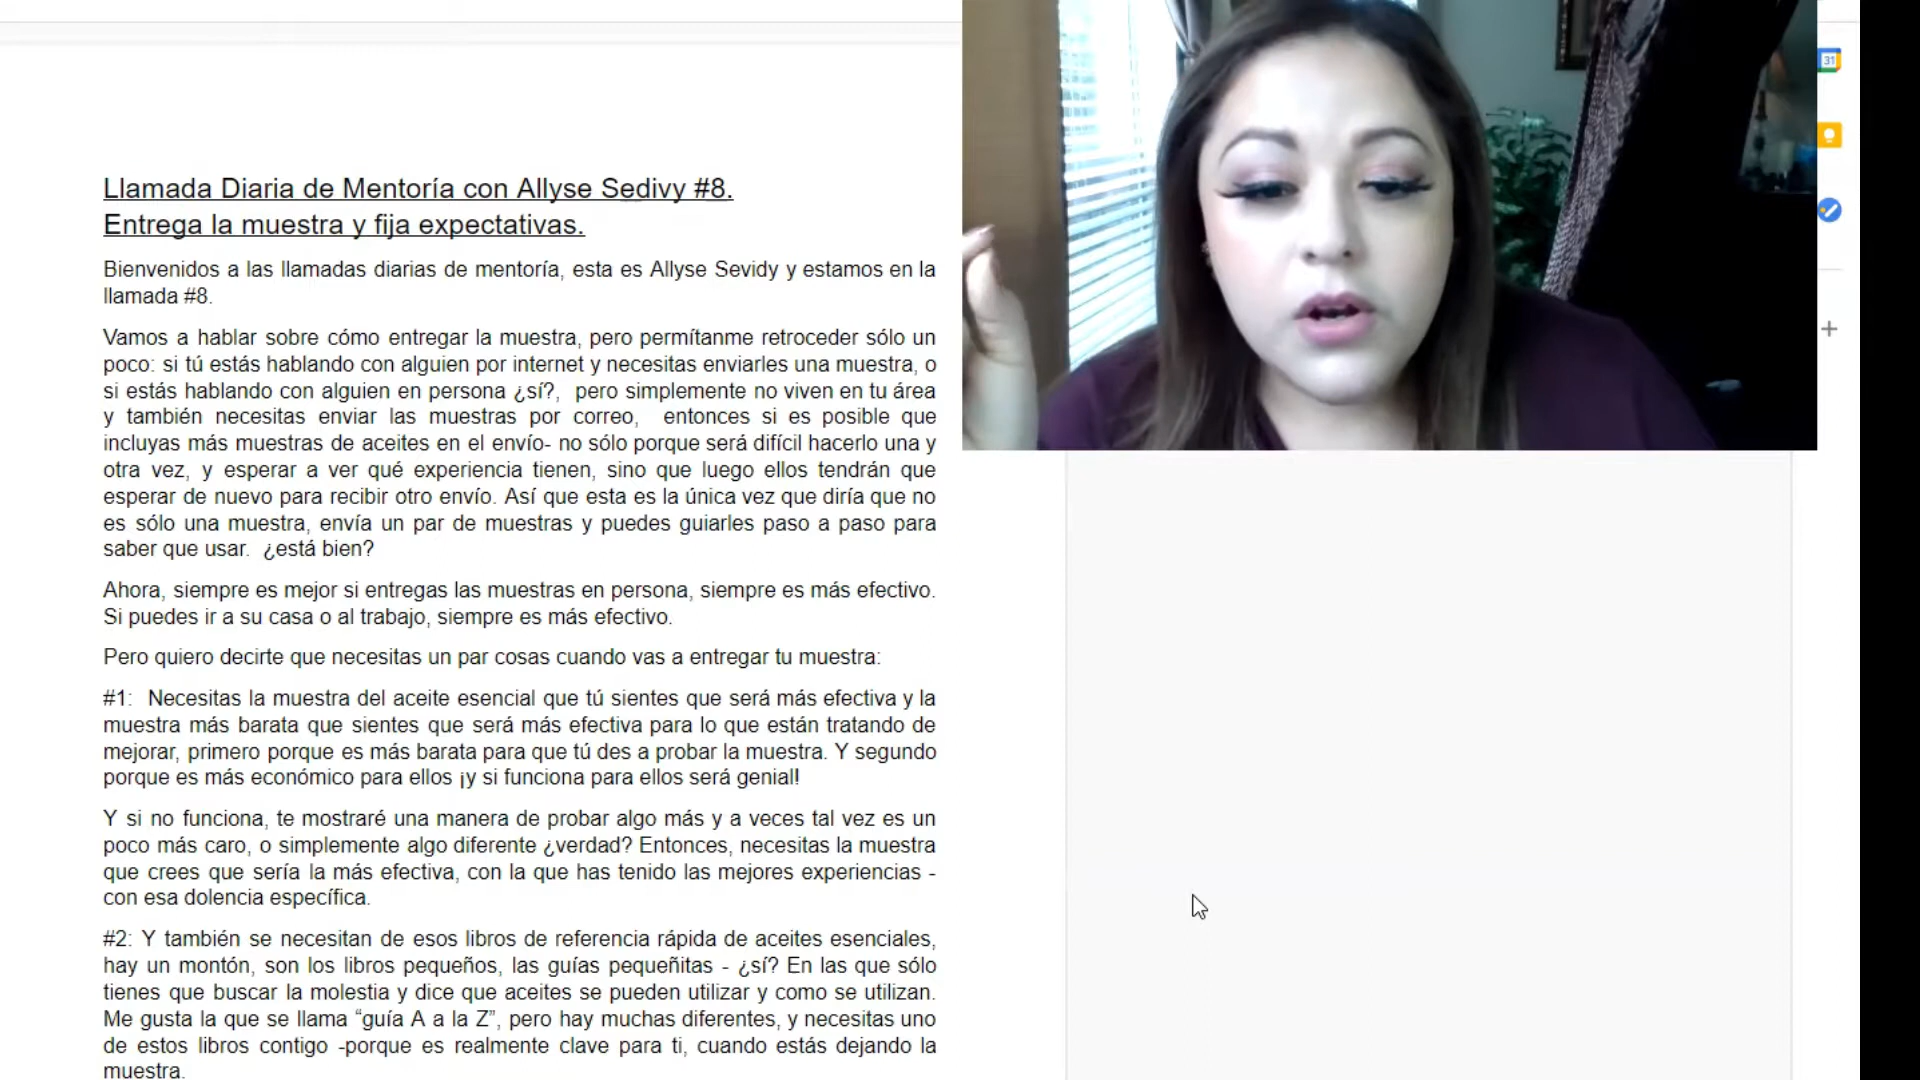 Llamada Diaria de Mentoría con Allyse Sedivy #8.
Entrega la muestra y fija expectativas.
Bienvenidos a las llamadas diarias de mentoría, esta es Allyse Sevidy y estamos en la
llamada #8.
Vamos a hablar sobre cómo entregar la muestra, pero permítanme retroceder sólo un
poco: si tú estás hablando con alguien por internet y necesitas enviarles una muestra, o
si estás hablando con alguien en persona ¿sí?, pero simplemente no viven en tu área
y también necesitas enviar las muestras por correo, entonces si es posible que
incluyas más muestras de aceites en el envío- no sólo porque será difícil hacerlo una y
otra vez, y esperar a ver qué experiencia tienen, sino que luego ellos tendrán que
esperar de nuevo para recibir otro envío. Así que esta es la única vez que diría que no
es sólo una muestra, envía un par de muestras y puedes guiarles paso a paso para
saber que usar. ¿está bien?
Ahora, siempre es mejor si entregas las muestras en persona, siempre es más efectivo.
Si puedes ir a su casa o al trabajo, siempre es más efectivo.
Pero quiero decirte que necesitas un par cosas cuando vas a entregar tu muestra:
#1: Necesitas la muestra del aceite esencial que tú sientes que será más efectiva y la
muestra más barata que sientes que será más efectiva para lo que están tratando de
mejorar, primero porque es más barata para que tú des a probar la muestra. Y segundo
porque es más económico para ellos ¡y si funciona para ellos será genial!
Y si no funciona, te mostraré una manera de probar algo más y a veces tal vez es un
poco más caro, o simplemente algo diferente ¿verdad? Entonces, necesitas la muestra
que crees que sería la más efectiva, con la que has tenido las mejores experiencias -
con esa dolencia específica.
#2: Y también se necesitan de esos libros de referencia rápida de aceites esenciales,
hay un montón, son los libros pequeños, las guías pequeñitas - ¿sí? En las que sólo
tienes que buscar la molestia y dice que aceites se pueden utilizar y como se utilizan.
Me gusta la que se llama “guía A a la Z”, pero hay muchas diferentes, y necesitas uno
de estos libros contigo -porque es realmente clave para ti, cuando estás dejando la
muestra.
31